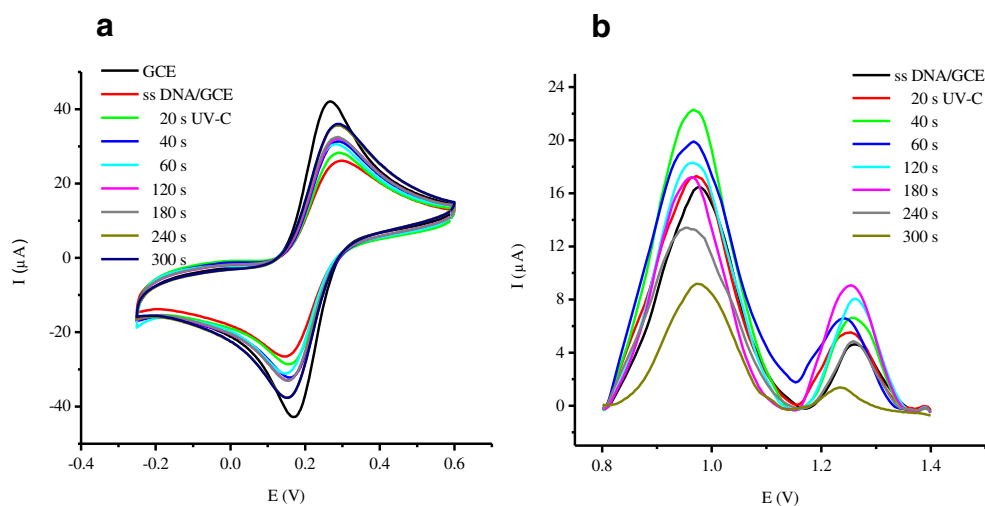 a
GCE
ss DNA/GCE
20 s UV-C
40 s
60 s
120 s
180 s
240 s
300 s
40
20
0
-20
-40
I (µA)
-0.4
-0.2
0.0
0.2
0.4
0.6
E (V)
b
ss DNA/GCE
20 s UV-C
40 s
60 s
120 s
180 s
240 s
300 s
24
20
16
12
8
4
0
I (µA)
0.8
1.0
1.2
1.4
E (V)